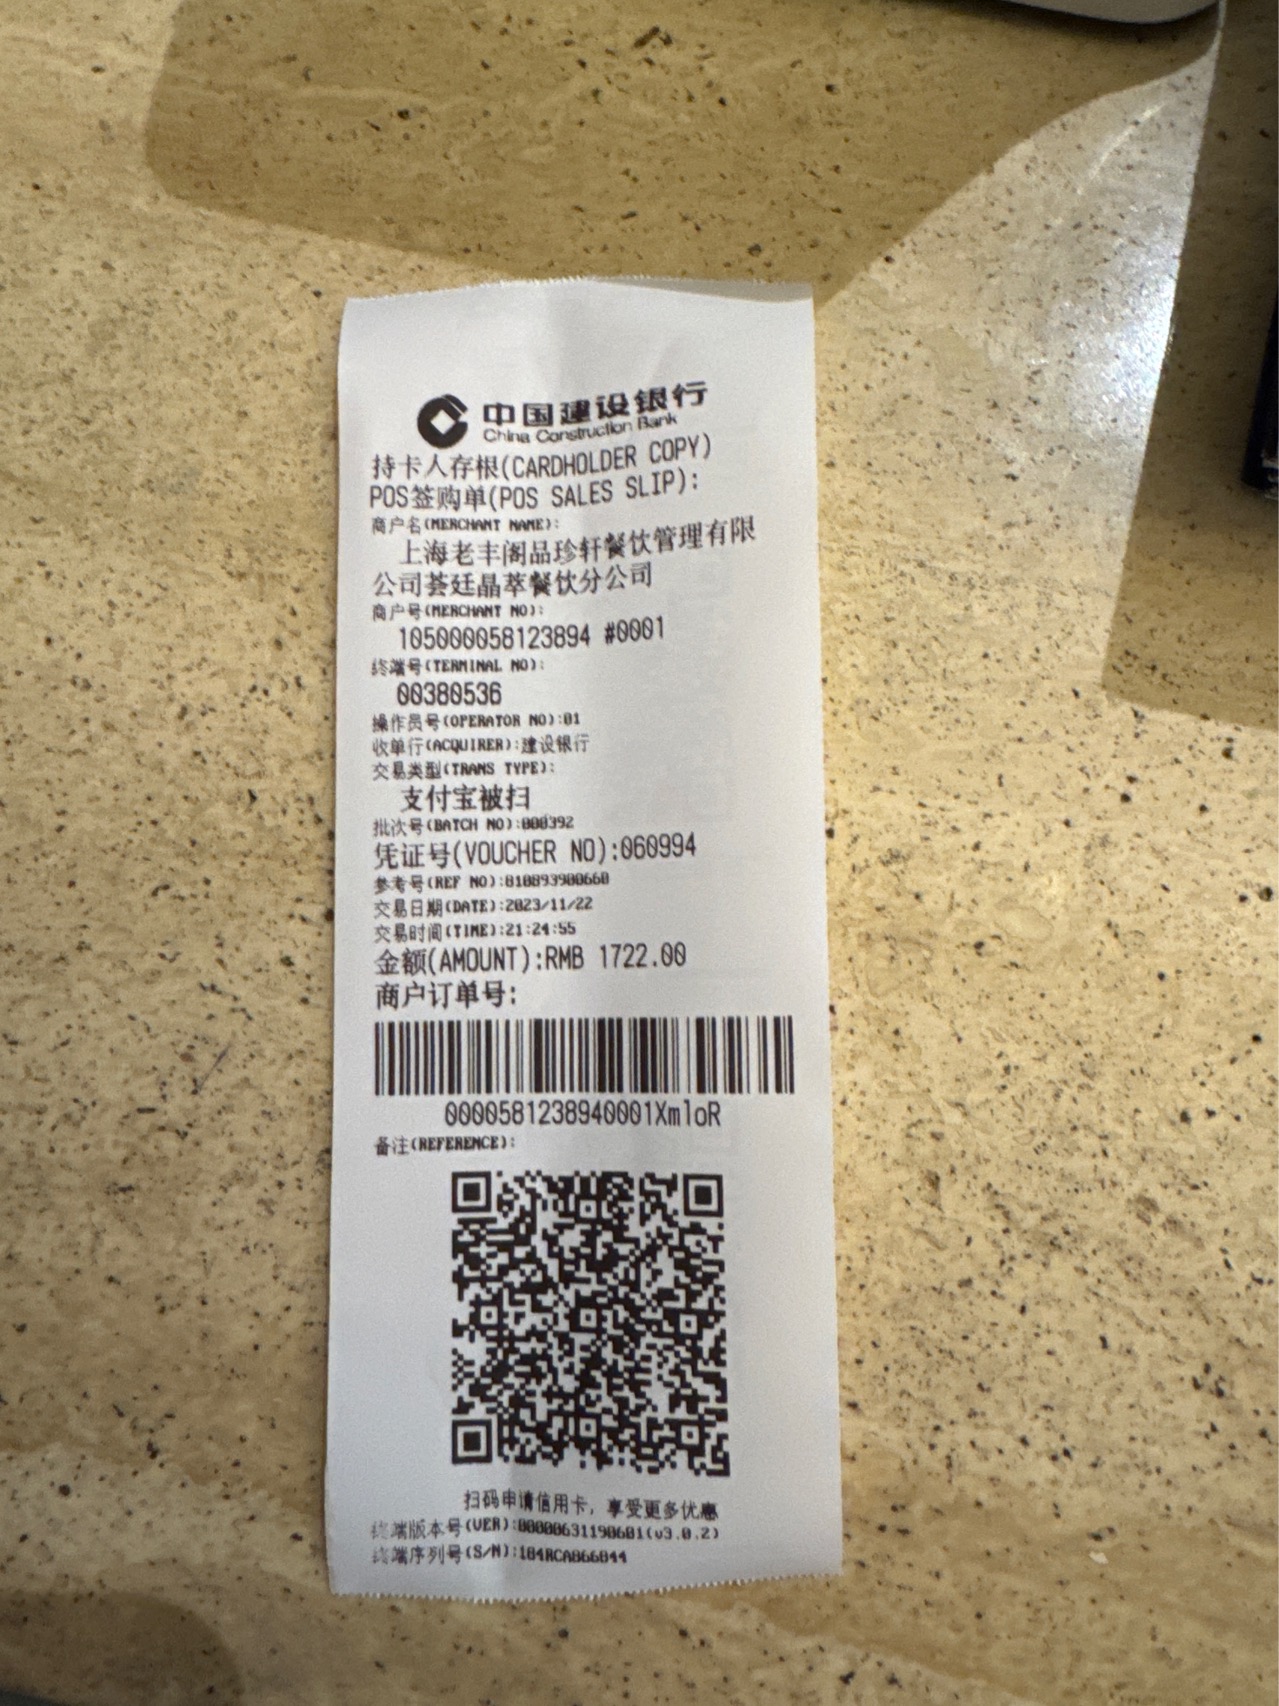 中国建设银行
China Construction Bank
持卡人存根(CARDHOLDER COPY)
POS签购单(POS SALES SLIP):
商户名(MERCHANT NAME):
上海老丰阁品珍轩餐饮管理有限
公司荟廷晶萃餐饮分公司
商户号(MERCHANT NO):
105000058123894 #0001
终端号(TERMINAL NO):
00380536
操作员号(OPERATOR NO):01
收单行(ACQUIRER):建设银行
交易类型(TRANS TYPE):
支付宝被扫
批次号(BATCH NO):000392
凭证号(VOUCHER NO):060994
参考号(REF NO):810893900660
交易日期(DATE):2023/11/22
交易时间(TIME):21:24:55
金额(AMOUNT):RMB 1722.00
商户订单号:
0000581238940001XmloR
备注(REFERENCE):
扫码申请信用卡，享受更多优惠
终端版本号(VER):00000631190601(v3.0.2)
终端序列号(S/N):184RCA866844